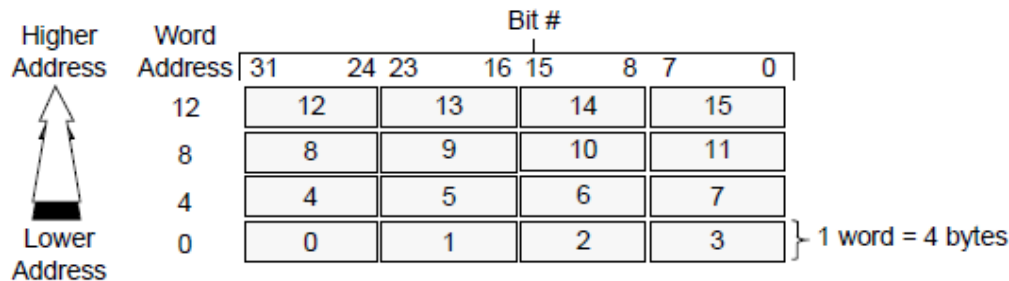 Bit #
Higher Address
Word Address
31 24 23 16 15 8 7 0
12 12 13 14 15
8 8 9 10 11
4 4 5 6 7
0 0 1 2 3
1 word = 4 bytes
Lower Address